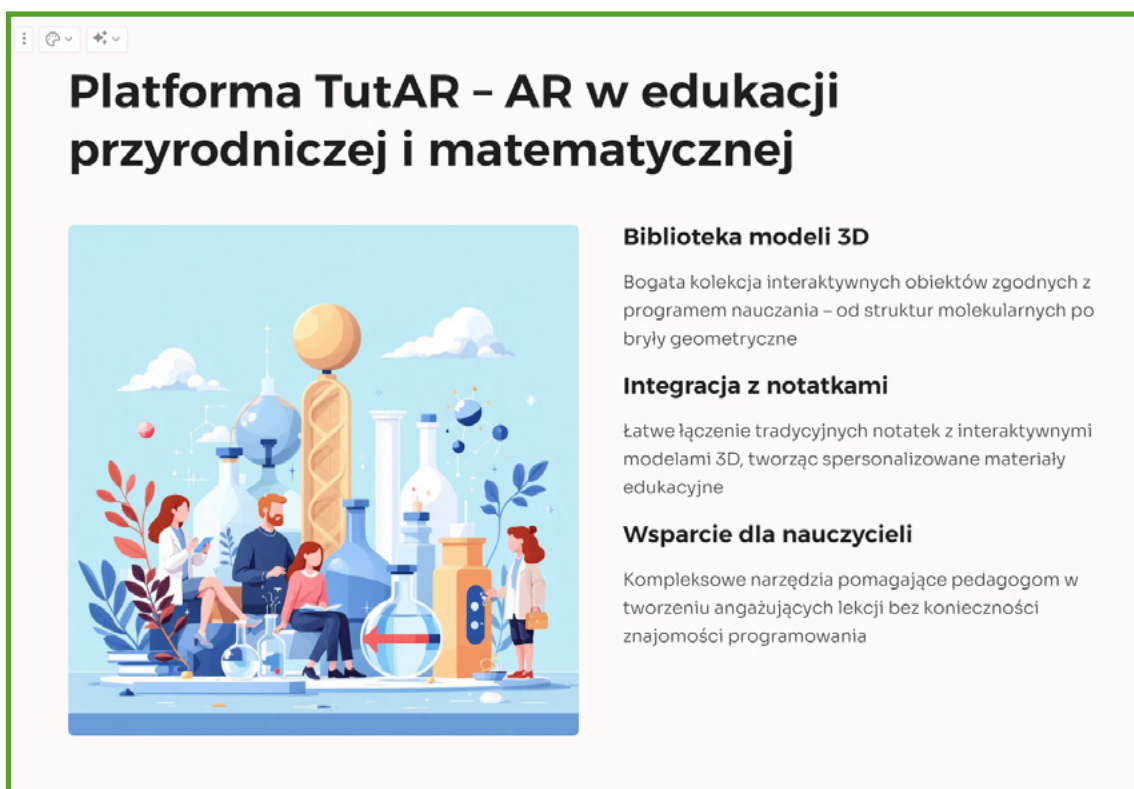 Platforma TutAR – AR w edukacji
przyrodniczej i matematycznej
Biblioteka modeli 3D
Bogata kolekcja interaktywnych obiektów zgodnych z
programem nauczania – od struktur molekularnych po
bryły geometryczne
Integracja z notatkami
Łatwe łączenie tradycyjnych notatek z interaktywnymi
modelami 3D, tworząc spersonalizowane materiały
edukacyjne
Wsparcie dla nauczycieli
Kompleksowe narzędzia pomagające pedagogom w
tworzeniu angażujących lekcji bez konieczności
znajomości programowania